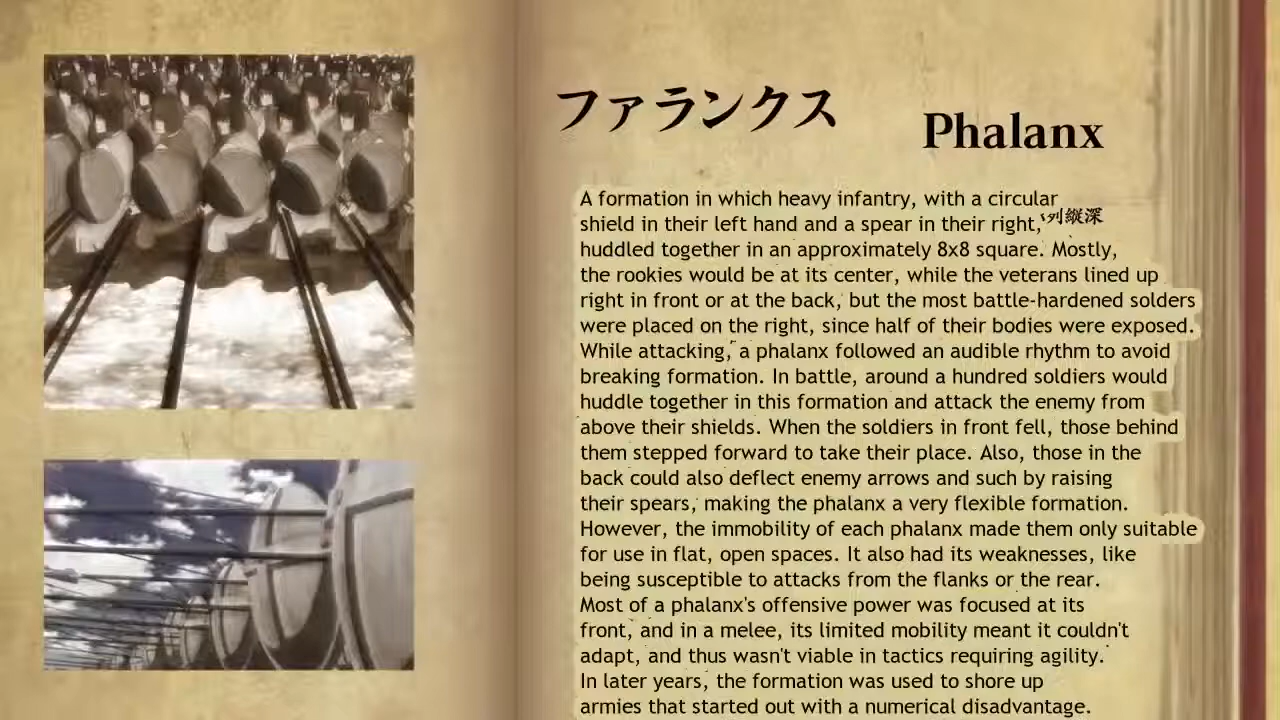 ファランクス
Phalanx
A formation in which heavy infantry, with a circular
shield in their left hand and a spear in their right,
列縦深
huddled together in an approximately 8x8 square. Mostly,
the rookies would be at its center, while the veterans lined up
right in front or at the back, but the most battle-hardened solders
were placed on the right, since half of their bodies were exposed.
While attacking, a phalanx followed an audible rhythm to avoid
breaking formation. In battle, around a hundred soldiers would
huddle together in this formation and attack the enemy from
above their shields. When the soldiers in front fell, those behind
them stepped forward to take their place. Also, those in the
back could also deflect enemy arrows and such by raising
their spears, making the phalanx a very flexible formation.
However, the immobility of each phalanx made them only suitable
for use in flat, open spaces. It also had its weaknesses, like
being susceptible to attacks from the flanks or the rear.
Most of a phalanx's offensive power was focused at its
front, and in a melee, its limited mobility meant it couldn't
adapt, and thus wasn't viable in tactics requiring agility.
In later years, the formation was used to shore up
armies that started out with a numerical disadvantage.